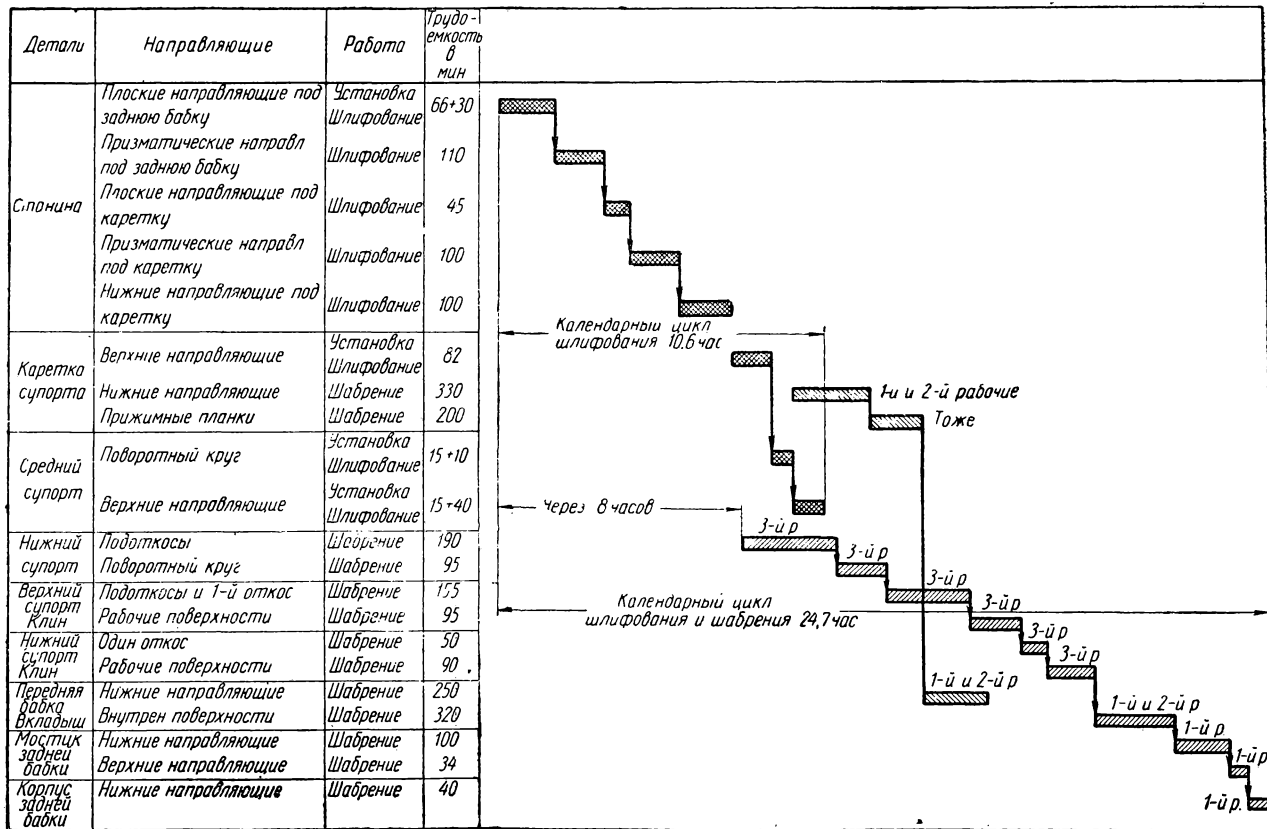 Детали
Направляющие
Работа
Трудо-
емкость
в
мин
Станина
Плоские направляющие под
заднюю бабку
Установка
Шлифование
66+30
Призматические направл
под заднюю бабку
Шлифование
110
Плоские направляющие под
каретку
Шлифование
45
Призматические направл
под каретку
Шлифование
100
Нижние направляющие под
каретку
Шлифование
100
Каретка
супорта
Верхние направляющие
Установка
Шлифование
82
Нижние направляющие
Шабрение
330
Прижимные планки
Шабрение
200
Средний
супорт
Поворотный круг
Установка
Шлифование
15+10
Верхние направляющие
Установка
Шлифование
15+40
Нижний
супорт
Подоткосы
Шабрение
190
Поворотный круг
Шабрение
95
Верхний
супорт
Клин
Подоткосы и 1-й откос
Шабрение
Рабочие поверхности
Шабрение
95
Нижний
супорт
Клин
Один откос
Шабрение
50
Рабочие поверхности
Шабрение
90
Передняя
бабка
Вкладыш
Нижние направляющие
Шабрение
250
Внутрен поверхности
Шабрение
320
Мостик
задней
бабки
Нижние направляющие
Шабрение
100
Верхние направляющие
Шабрение
34
Корпус
задней
бабки
Нижние направляющие
Шабрение
40
Календарный цикл
шлифования 10.6 час
1-й и 2-й рабочие
Тоже
Через 8 часов
3-й р
3-й р
3-й р
Календарный цикл
шлифования и шабрения 24,7 час
3-й р
3-й р
3-й р
1-й и 2-й р
1-й и 2-й р
1-й р.
1-й р
1-й р.